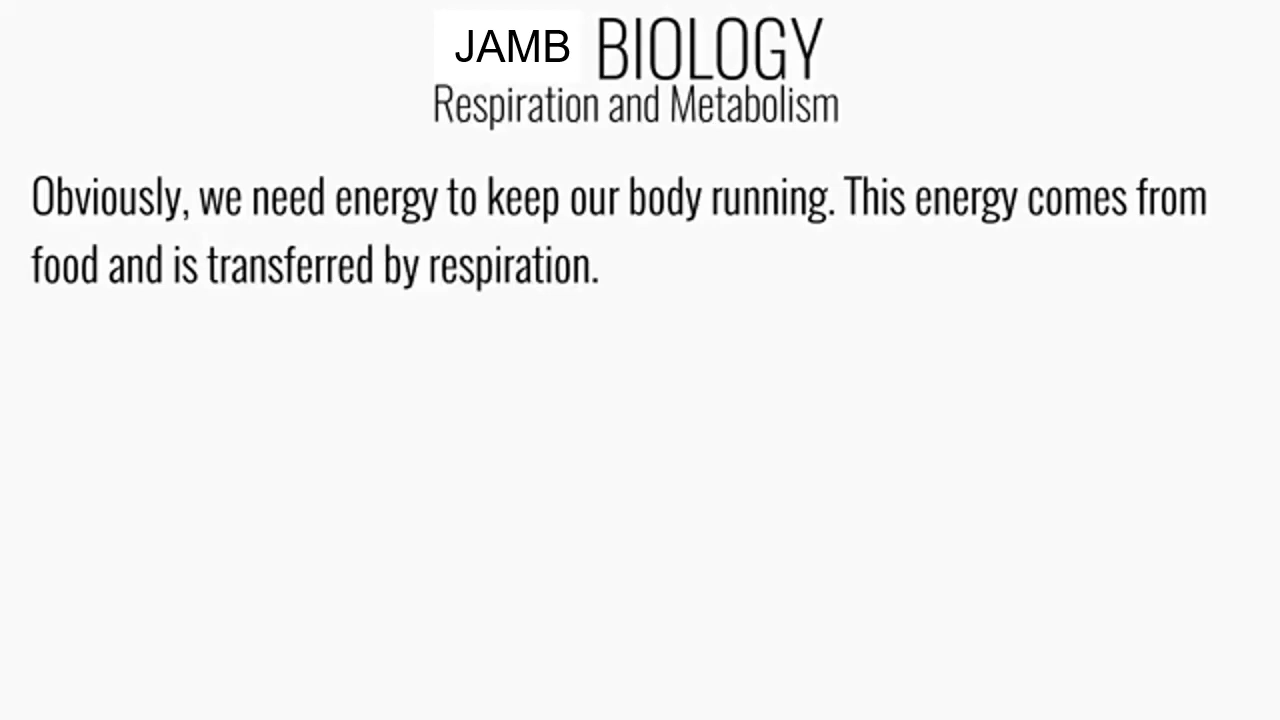 JAMB BIOLOGY
Respiration and Metabolism
Obviously, we need energy to keep our body running. This energy comes from
food and is transferred by respiration.